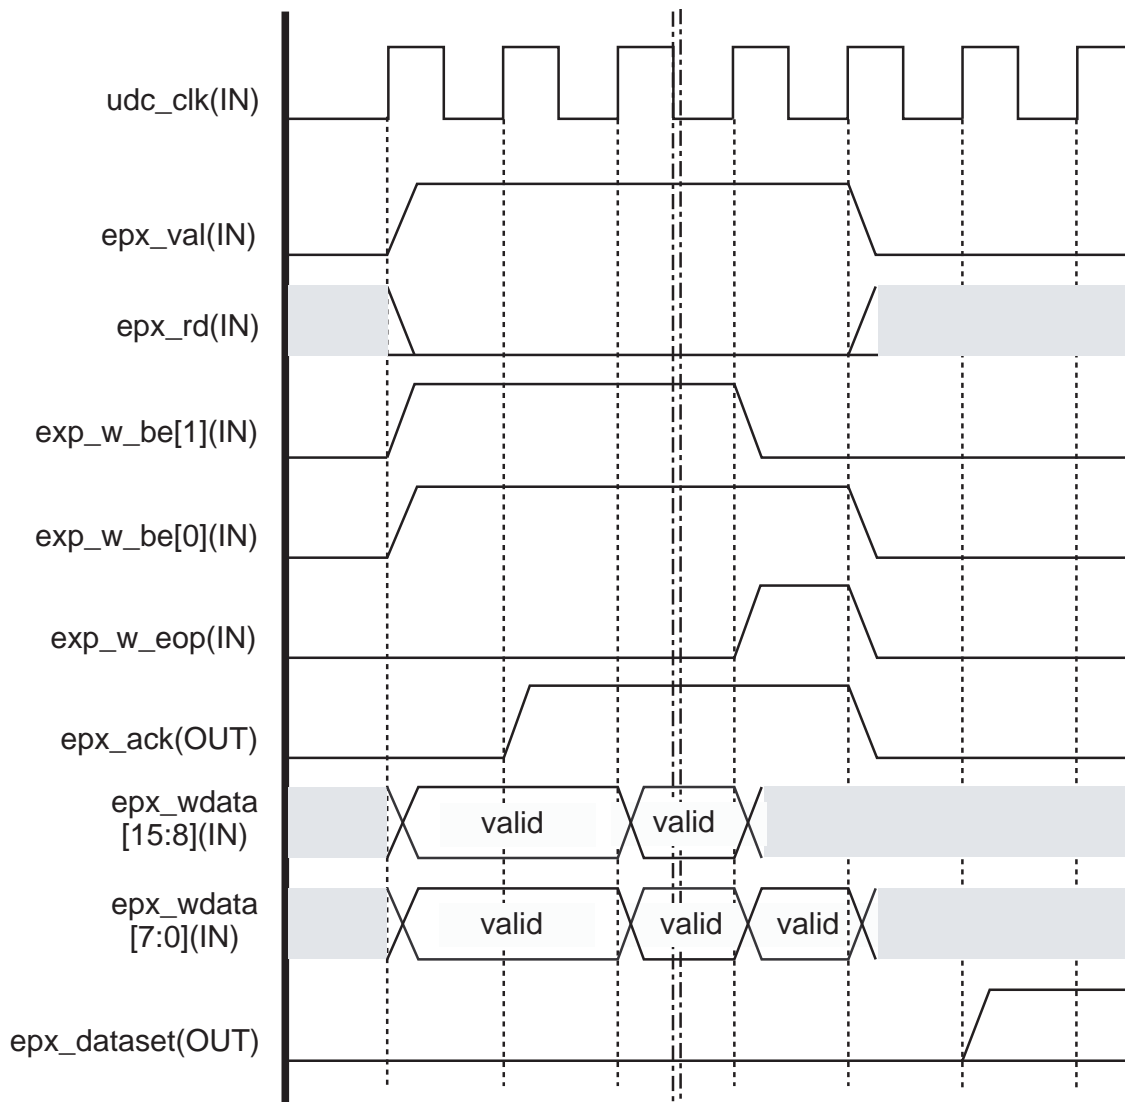 udc_clk(IN)
epx_val(IN)
epx_rd(IN)
exp_w_be[1](IN)
exp_w_be[0](IN)
exp_w_eop(IN)
epx_ack(OUT)
epx_wdata
[15:8](IN)
valid
valid
epx_wdata
[7:0](IN)
valid
valid
valid
epx_dataset(OUT)